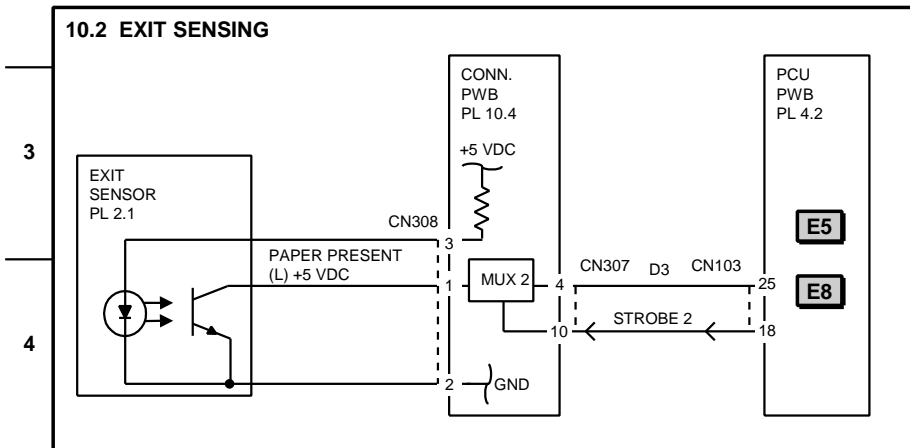 10.2 EXIT SENSING
3
4
EXIT
SENSOR
PL 2.1
PAPER PRESENT
(L) +5 VDC
CN308
3
1
2
CONN.
PWB
PL 10.4
+5 VDC
MUX 2
GND
4
10
CN307
D3
CN103
STROBE 2
25
18
PCU
PWB
PL 4.2
E5
E8